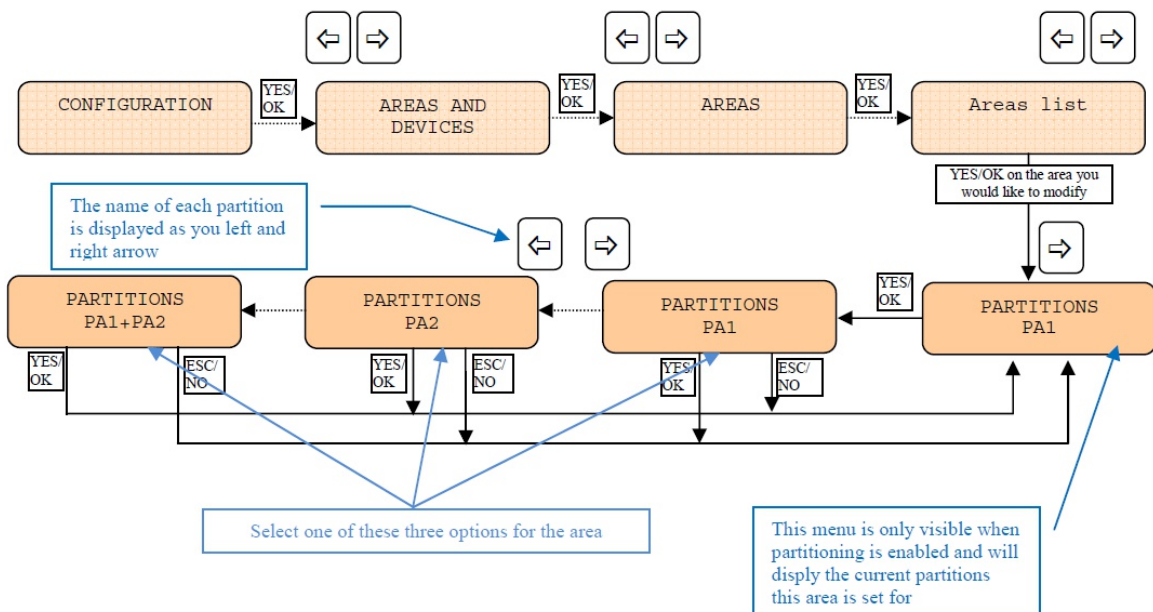 CONFIGURATION
YES/
OK
AREAS AND
DEVICES
YES/
OK
AREAS
YES/
OK
Areas list
YES/OK on the area you
would like to modify
The name of each partition
is displayed as you left and
right arrow
PARTITIONS
PA1+PA2
PARTITIONS
PA2
PARTITIONS
PA1
YES/
OK
PARTITIONS
PA1
YES/
OK
ESC/
NO
YES/
OK
ESC/
NO
YES/
OK
ESC/
NO
Select one of these three options for the area
This menu is only visible when
partitioning is enabled and will
disply the current partitions
this area is set for